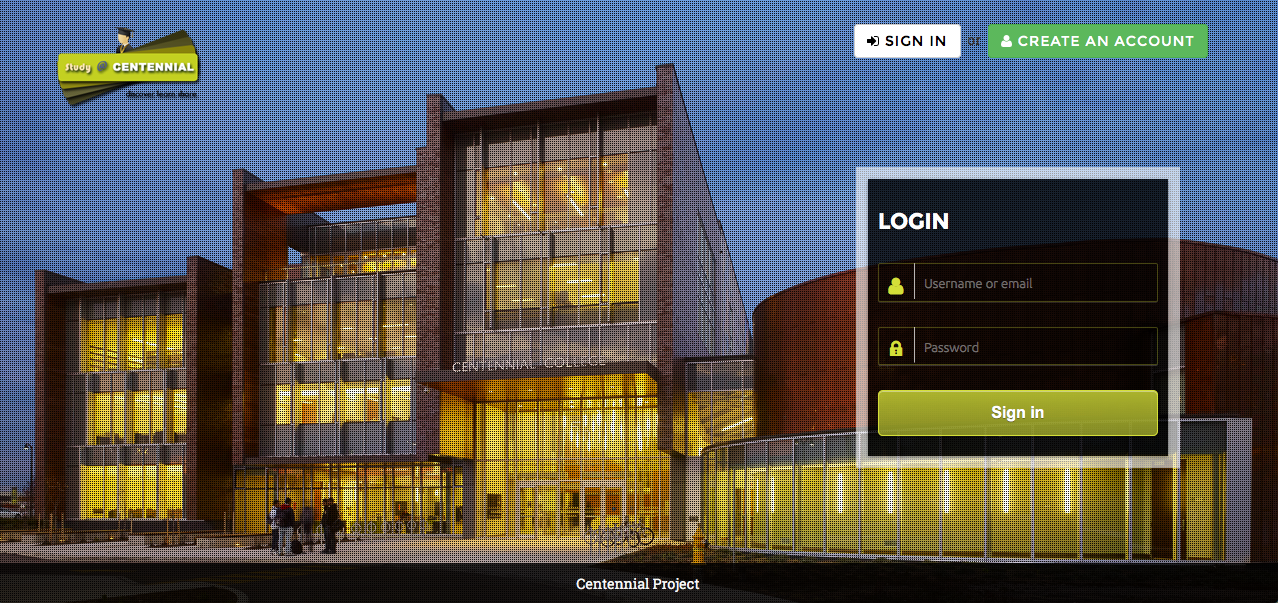 Study @ CENTENNIAL
discover learn share
SIGN IN or CREATE AN ACCOUNT
LOGIN
Username or email
Password
Sign in
CENTENNIAL COLLEGE
Centennial Project